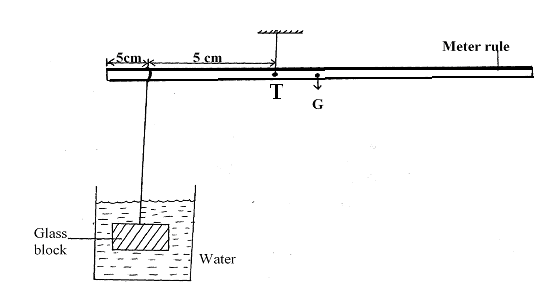 Meter rule
5cm
5 cm
T
G
Glass
block
Water